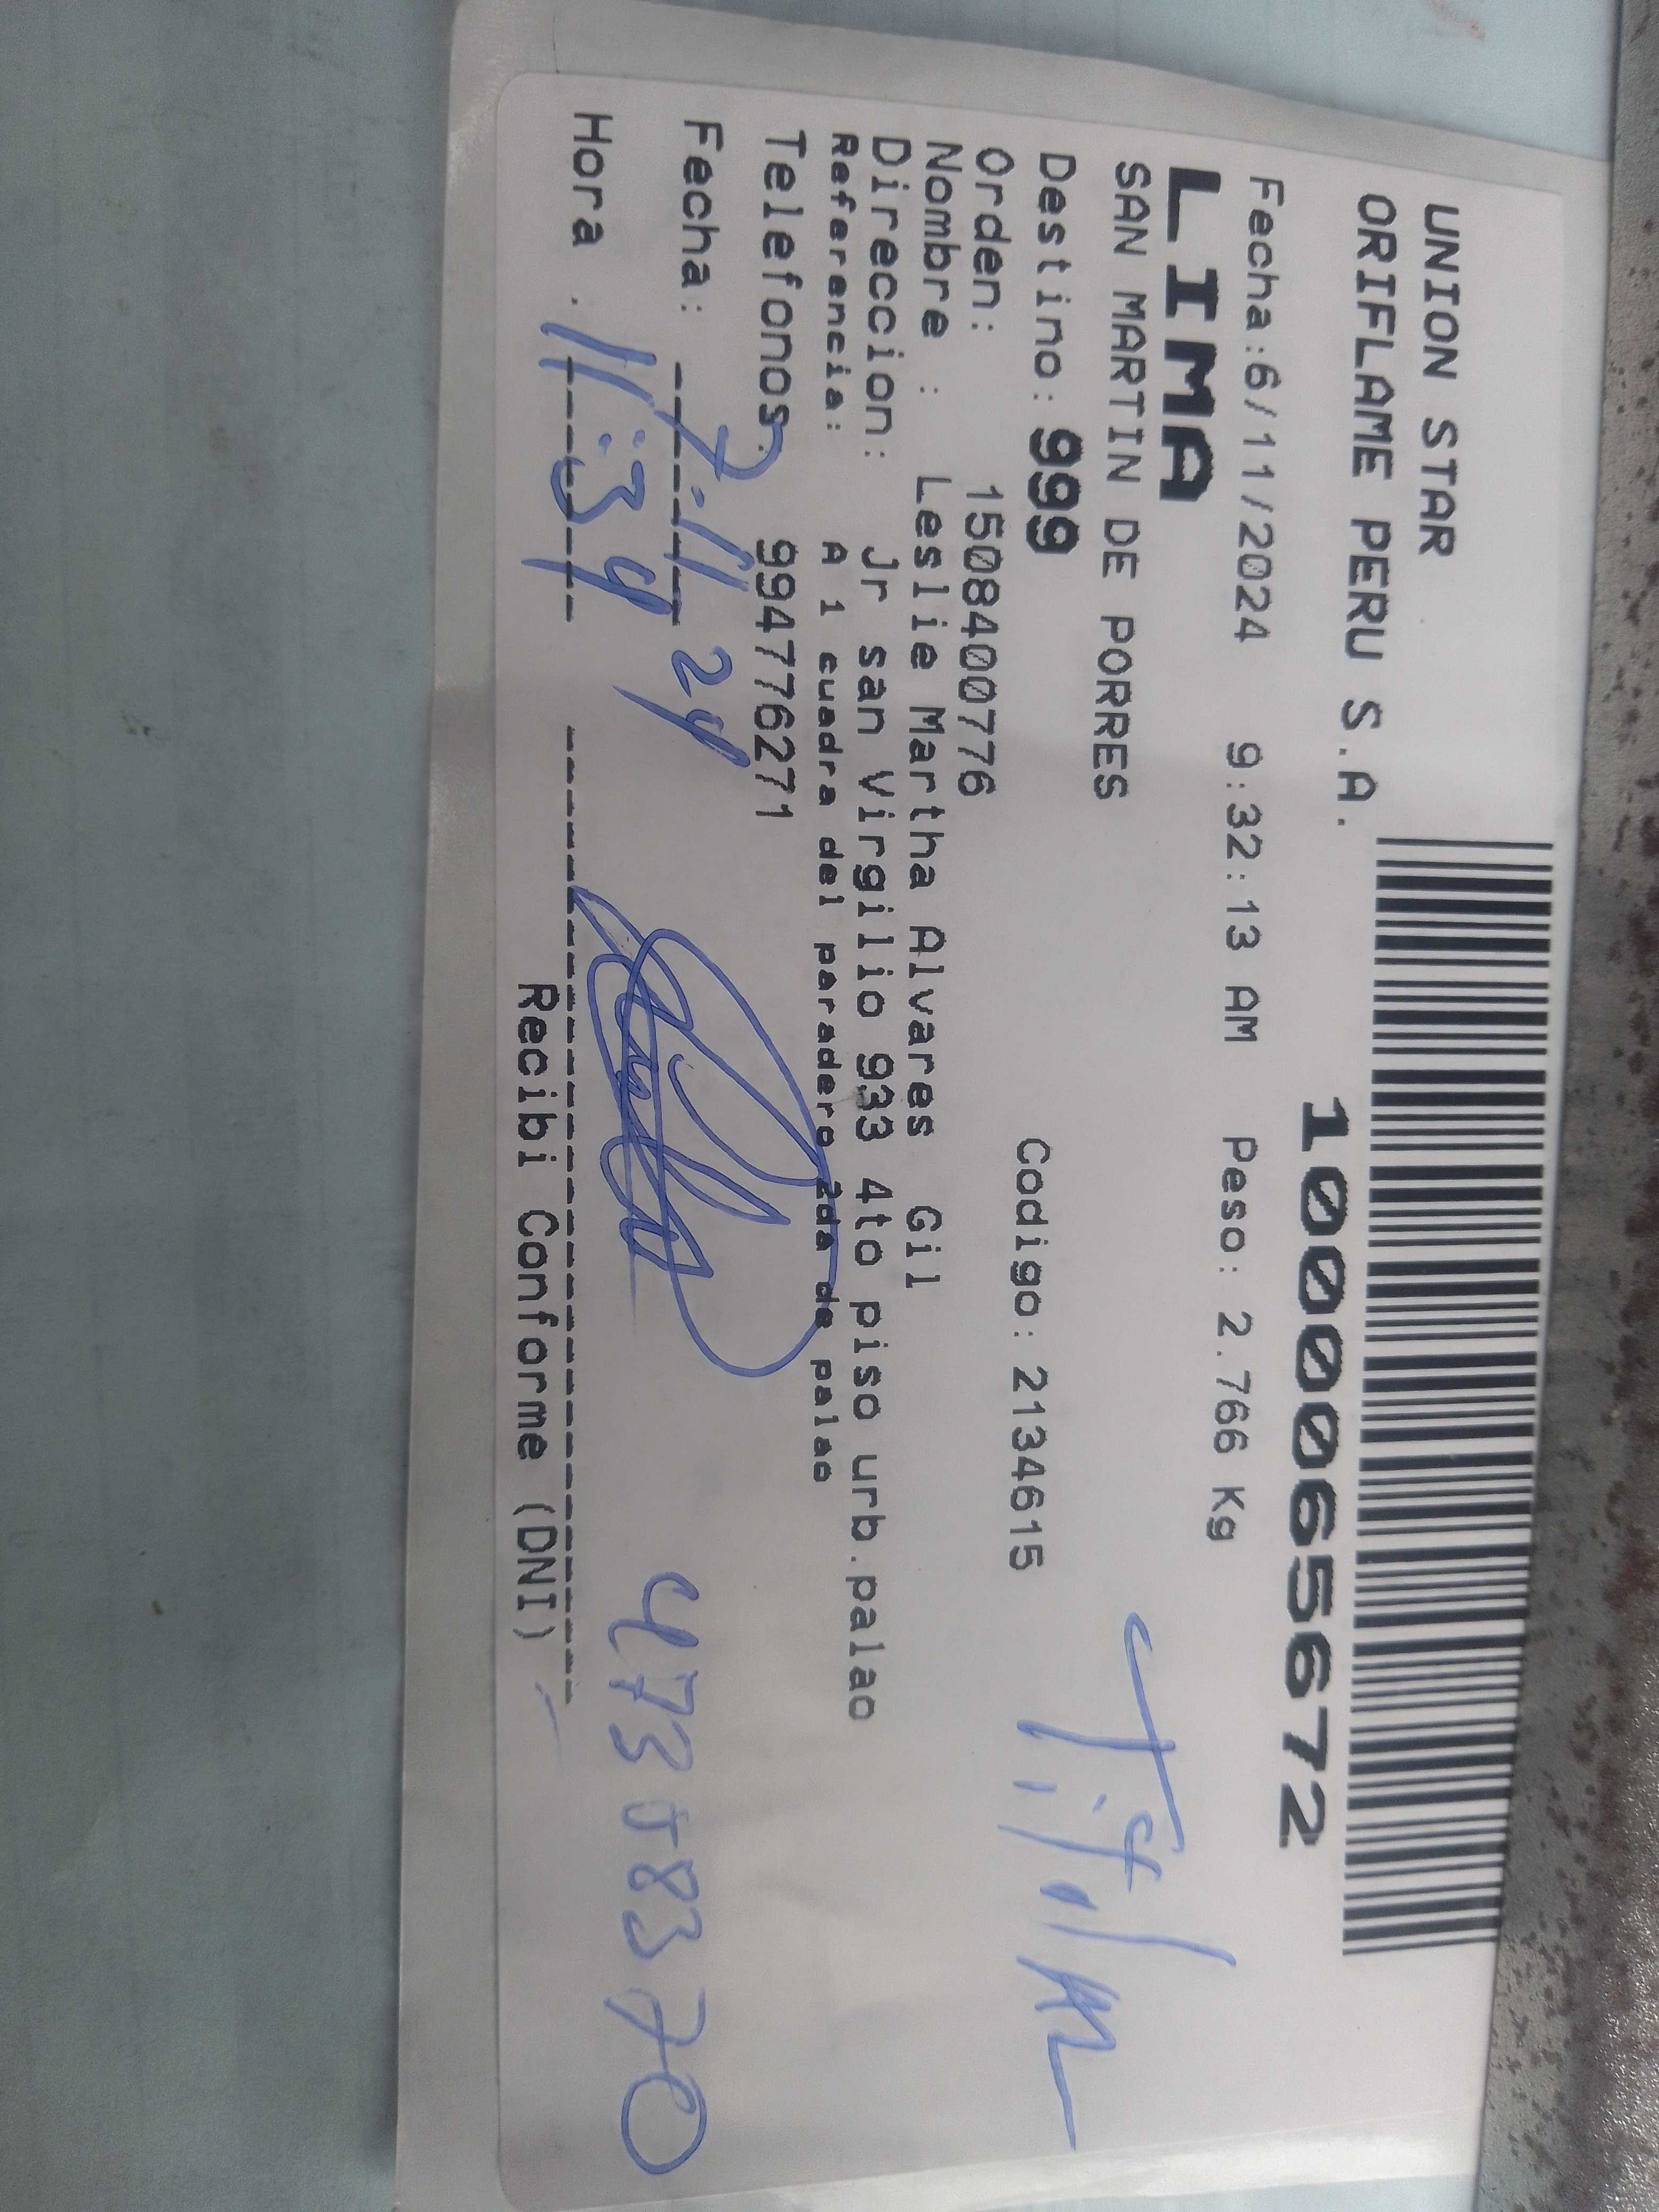 UNION STAR
ORIFLAME PERU S.A.
1000065672
Fecha:6/11/2024 9:32:13 AM Peso: 2.766 Kg
LIMA
SAN MARTIN DE PORRES
Destino: 999 Codigo: 2134615
Orden: 1508400776
Nombre : Leslie Martha Alvares Gil
Direccion: Jr san Virgilio 933 4to piso urb.palao
Referencia: A 1 cuadra del paradero 2da de palao
Telefonos. 994776271
Fecha: 7.11.24
Hora : 11:34
47358370
Recibi Conforme (DNI)